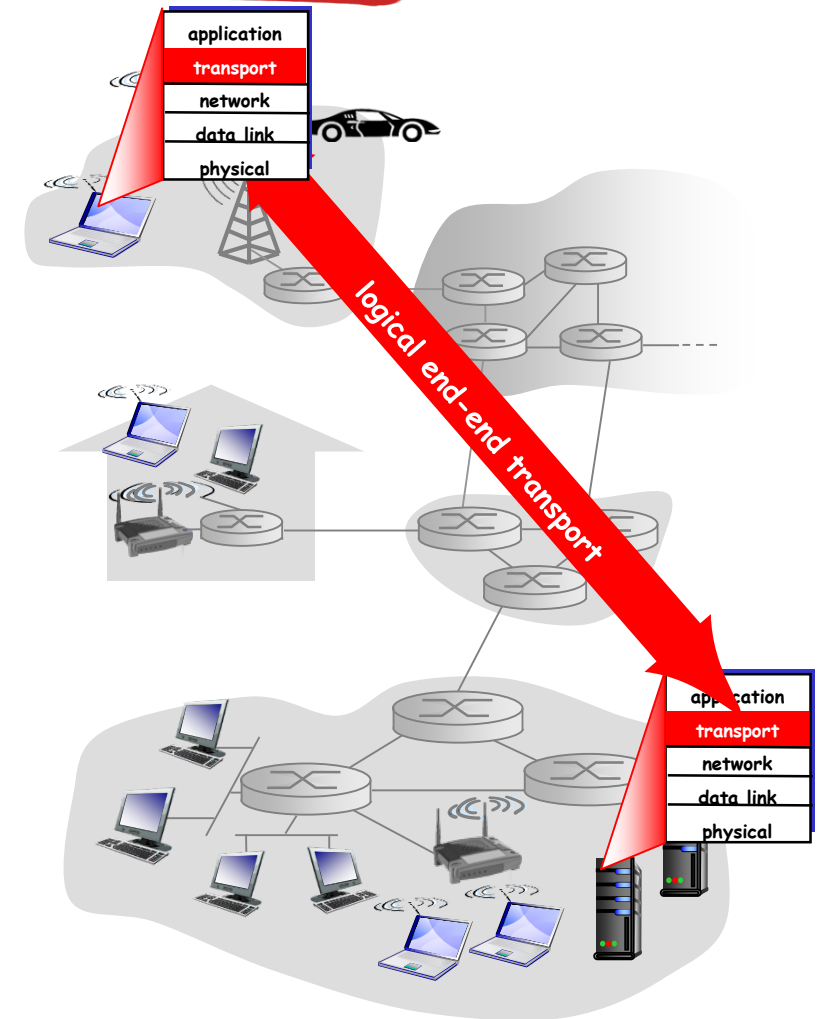 application
transport
network
data link
physical
logical end-end transport
application
transport
network
data link
physical